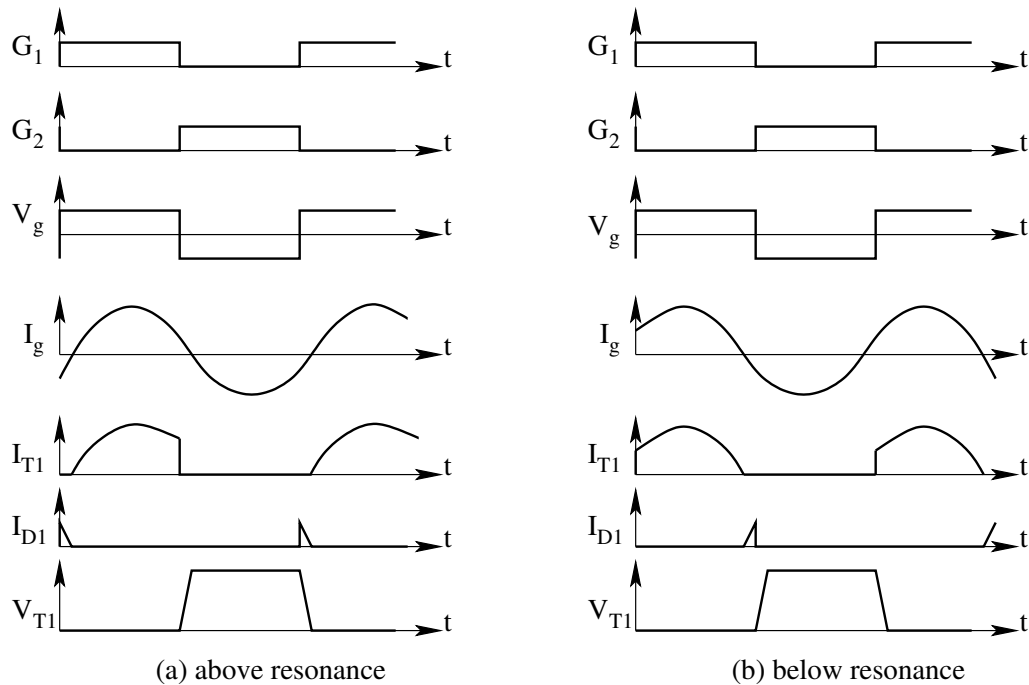 G1 t
G2 t
Vg t
Ig t
IT1 t
ID1 t
VT1 t
(a) above resonance
G1 t
G2 t
Vg t
Ig t
IT1 t
ID1 t
VT1 t
(b) below resonance